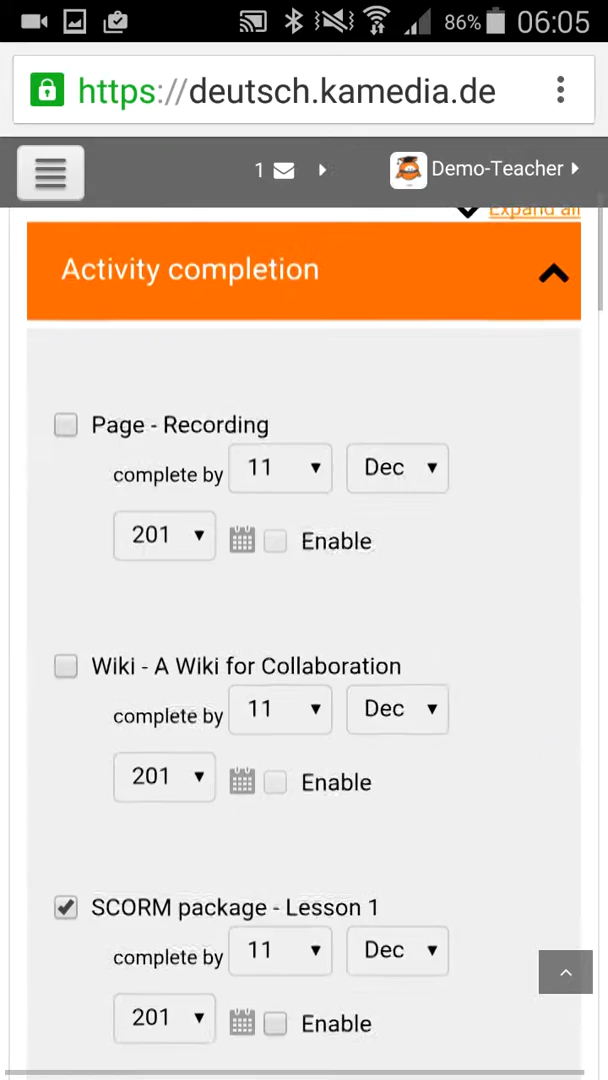 86% 06:05
https://deutsch.kamedia.de
1 Demo-Teacher
Expand all
Activity completion
Page - Recording
complete by 11 Dec
201 Enable
Wiki - A Wiki for Collaboration
complete by 11 Dec
201 Enable
SCORM package - Lesson 1
complete by 11 Dec
201 Enable